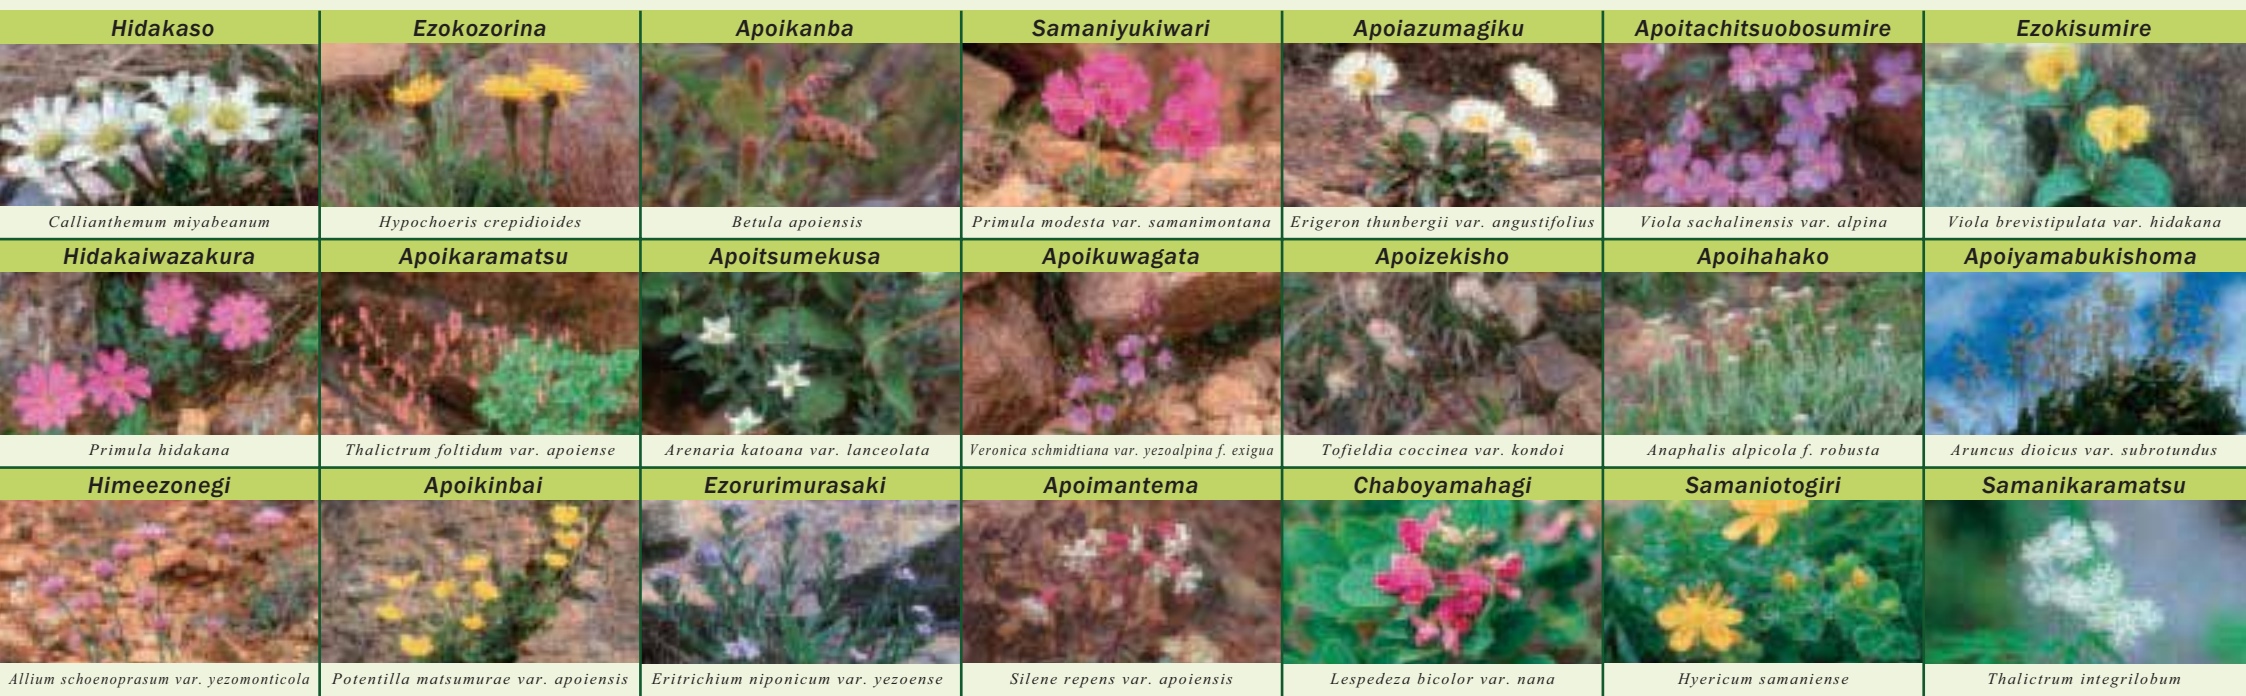 Hidakaso Ezokozorina Apoikanba Samaniyukiwari Apoiazumagiku Apoitachitsuobosumire Ezokisumire
Callianthemum miyabeanum Hypochoeris crepidioides Betula apoiensis Primula modesta var. samanimontana Erigeron thunbergii var. angustifolius Viola sachalinensis var. alpina Viola brevistipulata var. hidakana
Hidakaiwazakura Apoikaramatsu Apoitsumekusa Apoikuwagata Apoizekisho Apoihahako Apoiyamabukishoma
Primula hidakana Thalictrum foltidum var. apoiense Arenaria katoana var. lanceolata Veronica schmidtiana var. yezoalpina f. exigua Tofieldia coccinea var. kondoi Anaphalis alpicola f. robusta Aruncus dioicus var. subrotundus
Himeezonegi Apoikinbai Ezorurimurasaki Apoimantema Chaboyamahagi Samaniotogiri Samanikaramatsu
Allium schoenoprasum var. yezomonticola Potentilla matsumurae var. apoiensis Eritrichium niponicum var. yezoense Silene repens var. apoiensis Lespedeza bicolor var. nana Hyericum samaniense Thalictrum integrilobum